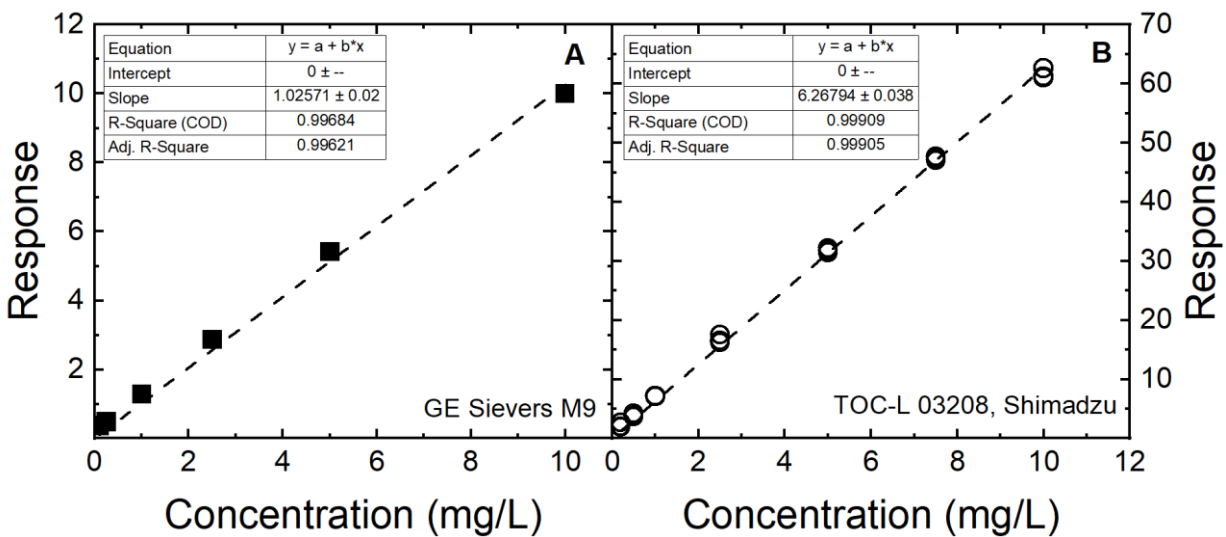 A
Equation y = a + b*x
Intercept 0 ± --
Slope 1.02571 ± 0.02
R-Square (COD) 0.99684
Adj. R-Square 0.99621
12
10
8
6
4
2
Response
GE Sievers M9
0 2 4 6 8 10
Concentration (mg/L)
B
Equation y = a + b*x
Intercept 0 ± --
Slope 6.26794 ± 0.038
R-Square (COD) 0.99909
Adj. R-Square 0.99905
70
60
50
40
30
20
10
Response
TOC-L 03208, Shimadzu
0 2 4 6 8 10 12
Concentration (mg/L)